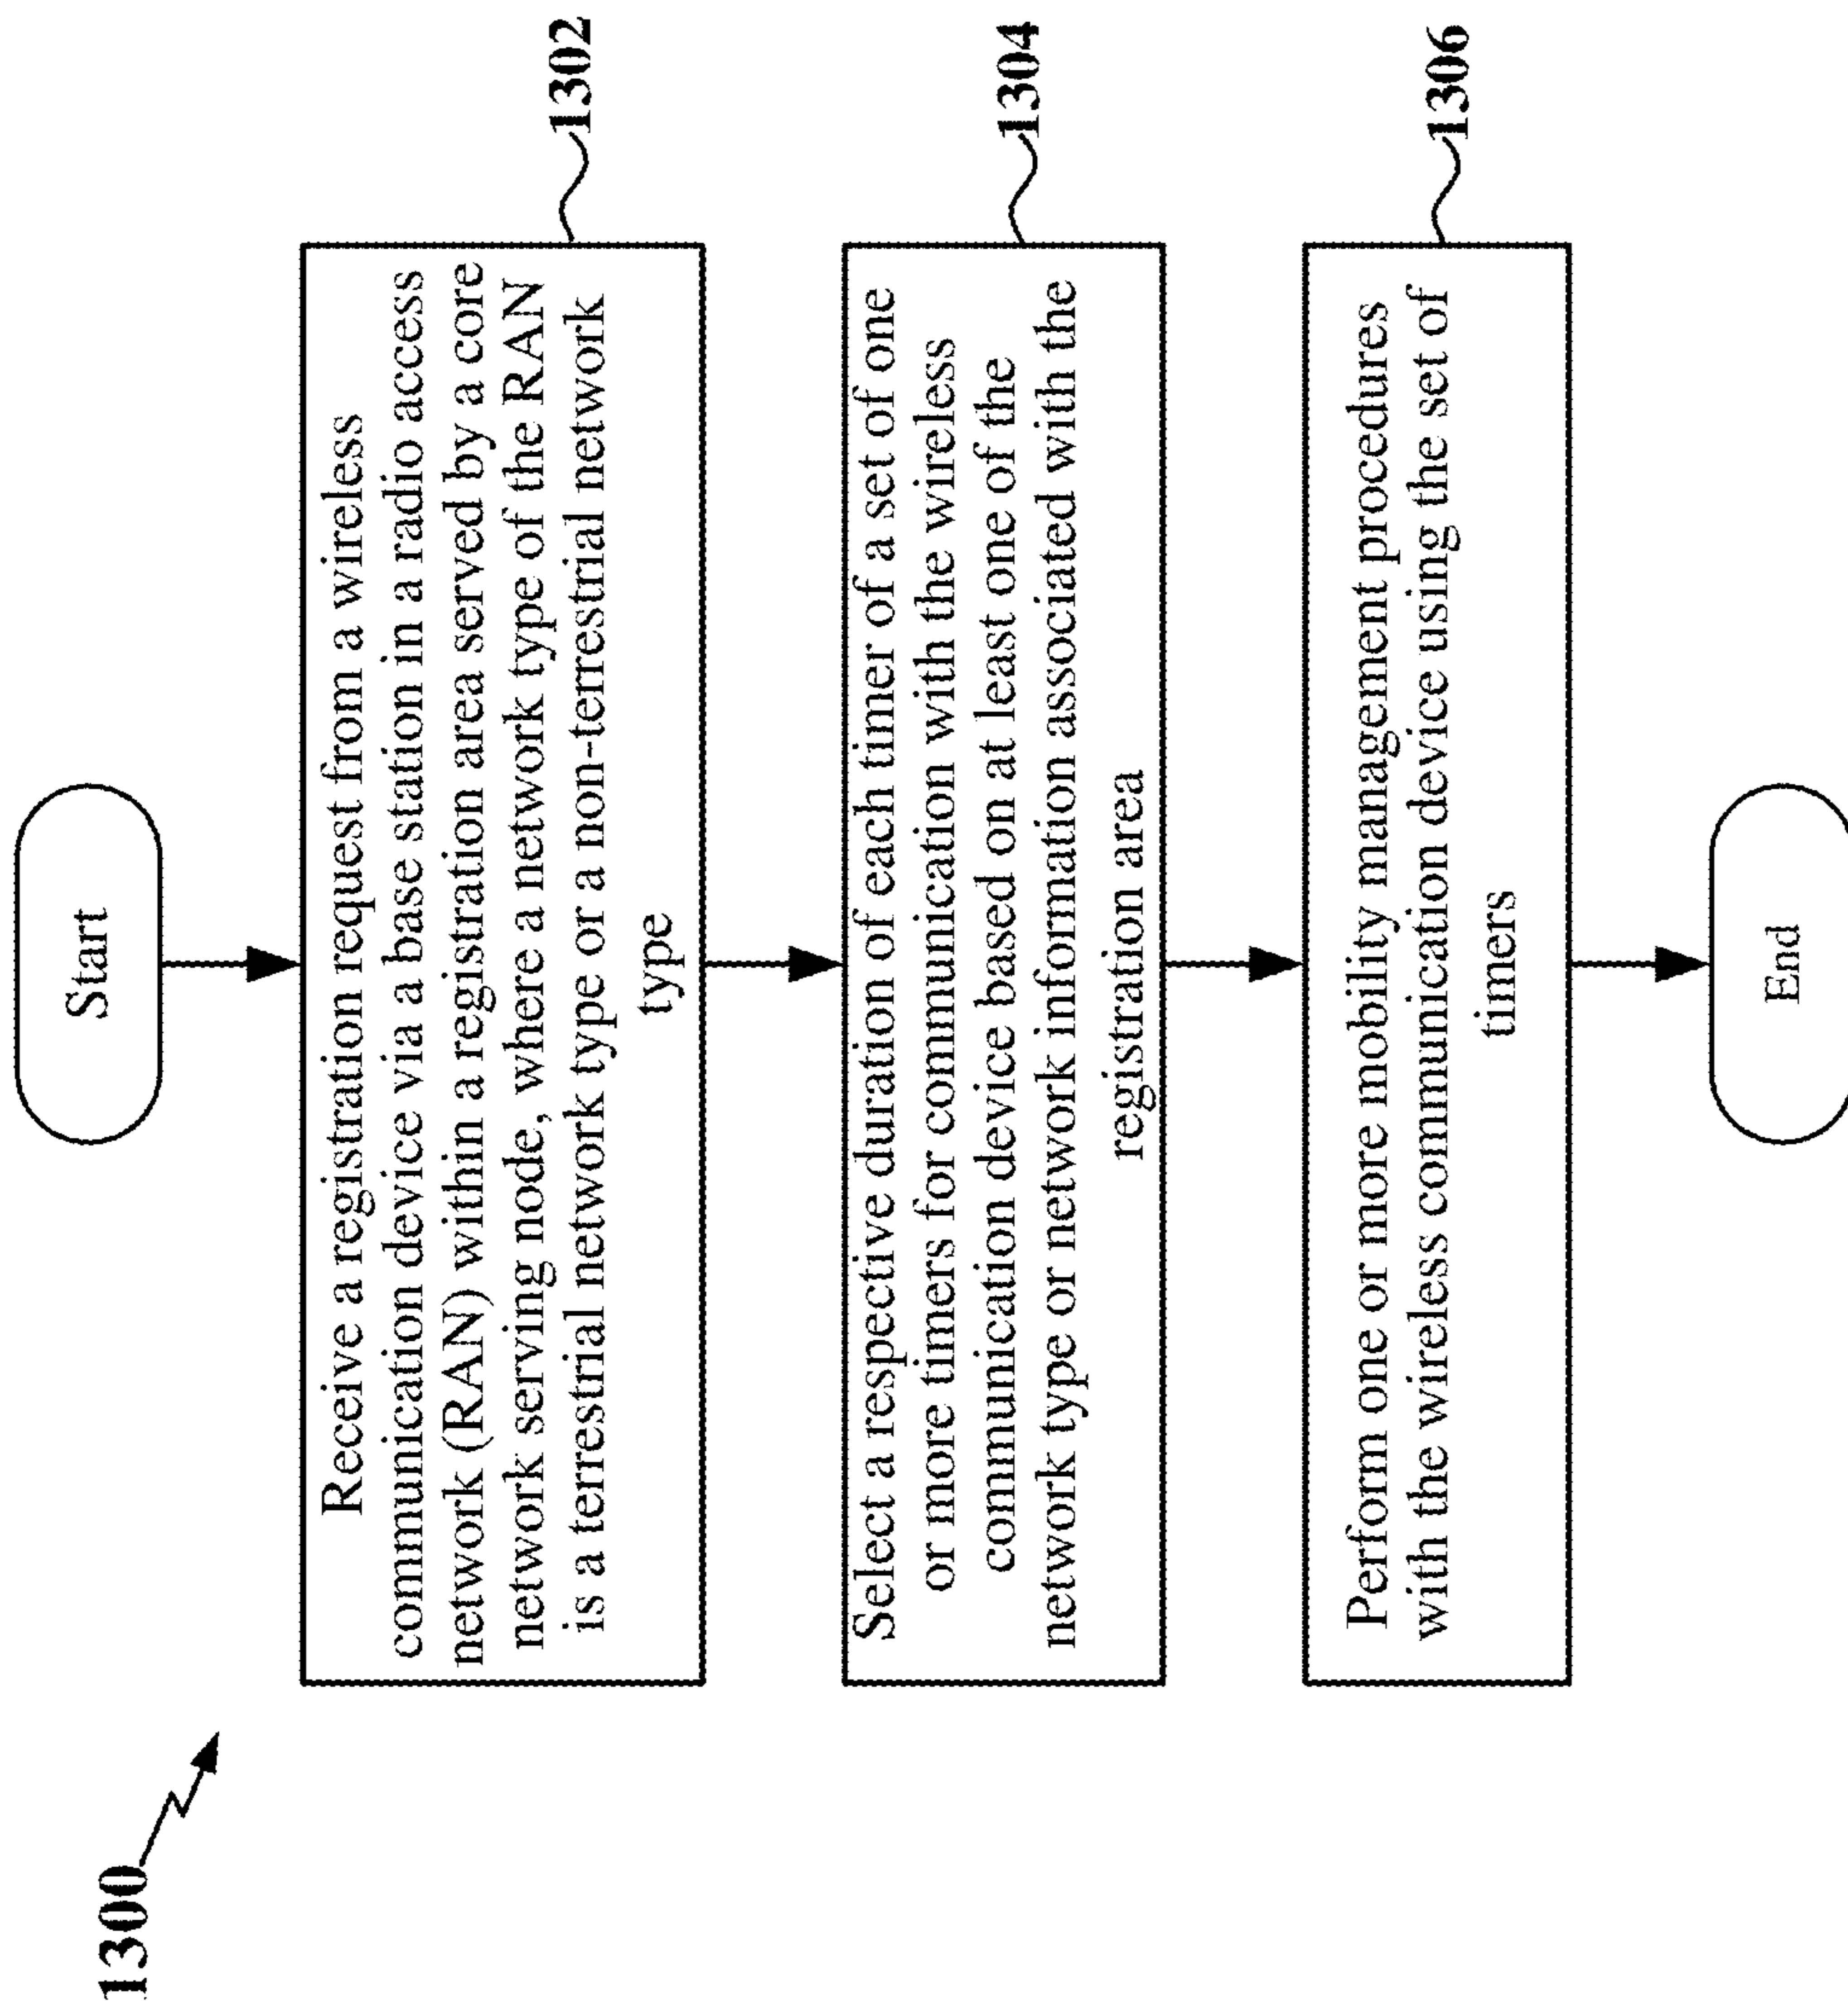 1300
Start
Receive a registration request from a wireless
communication device via a base station in a radio access
network (RAN) within a registration area served by a core
network serving node, where a network type of the RAN
is a terrestrial network type or a non-terrestrial network
type
1302
Select a respective duration of each timer of a set of one
or more timers for communication with the wireless
communication device based on at least one of the
network type or network information associated with the
registration area
1304
Perform one or more mobility management procedures
with the wireless communication device using the set of
timers
1306
End